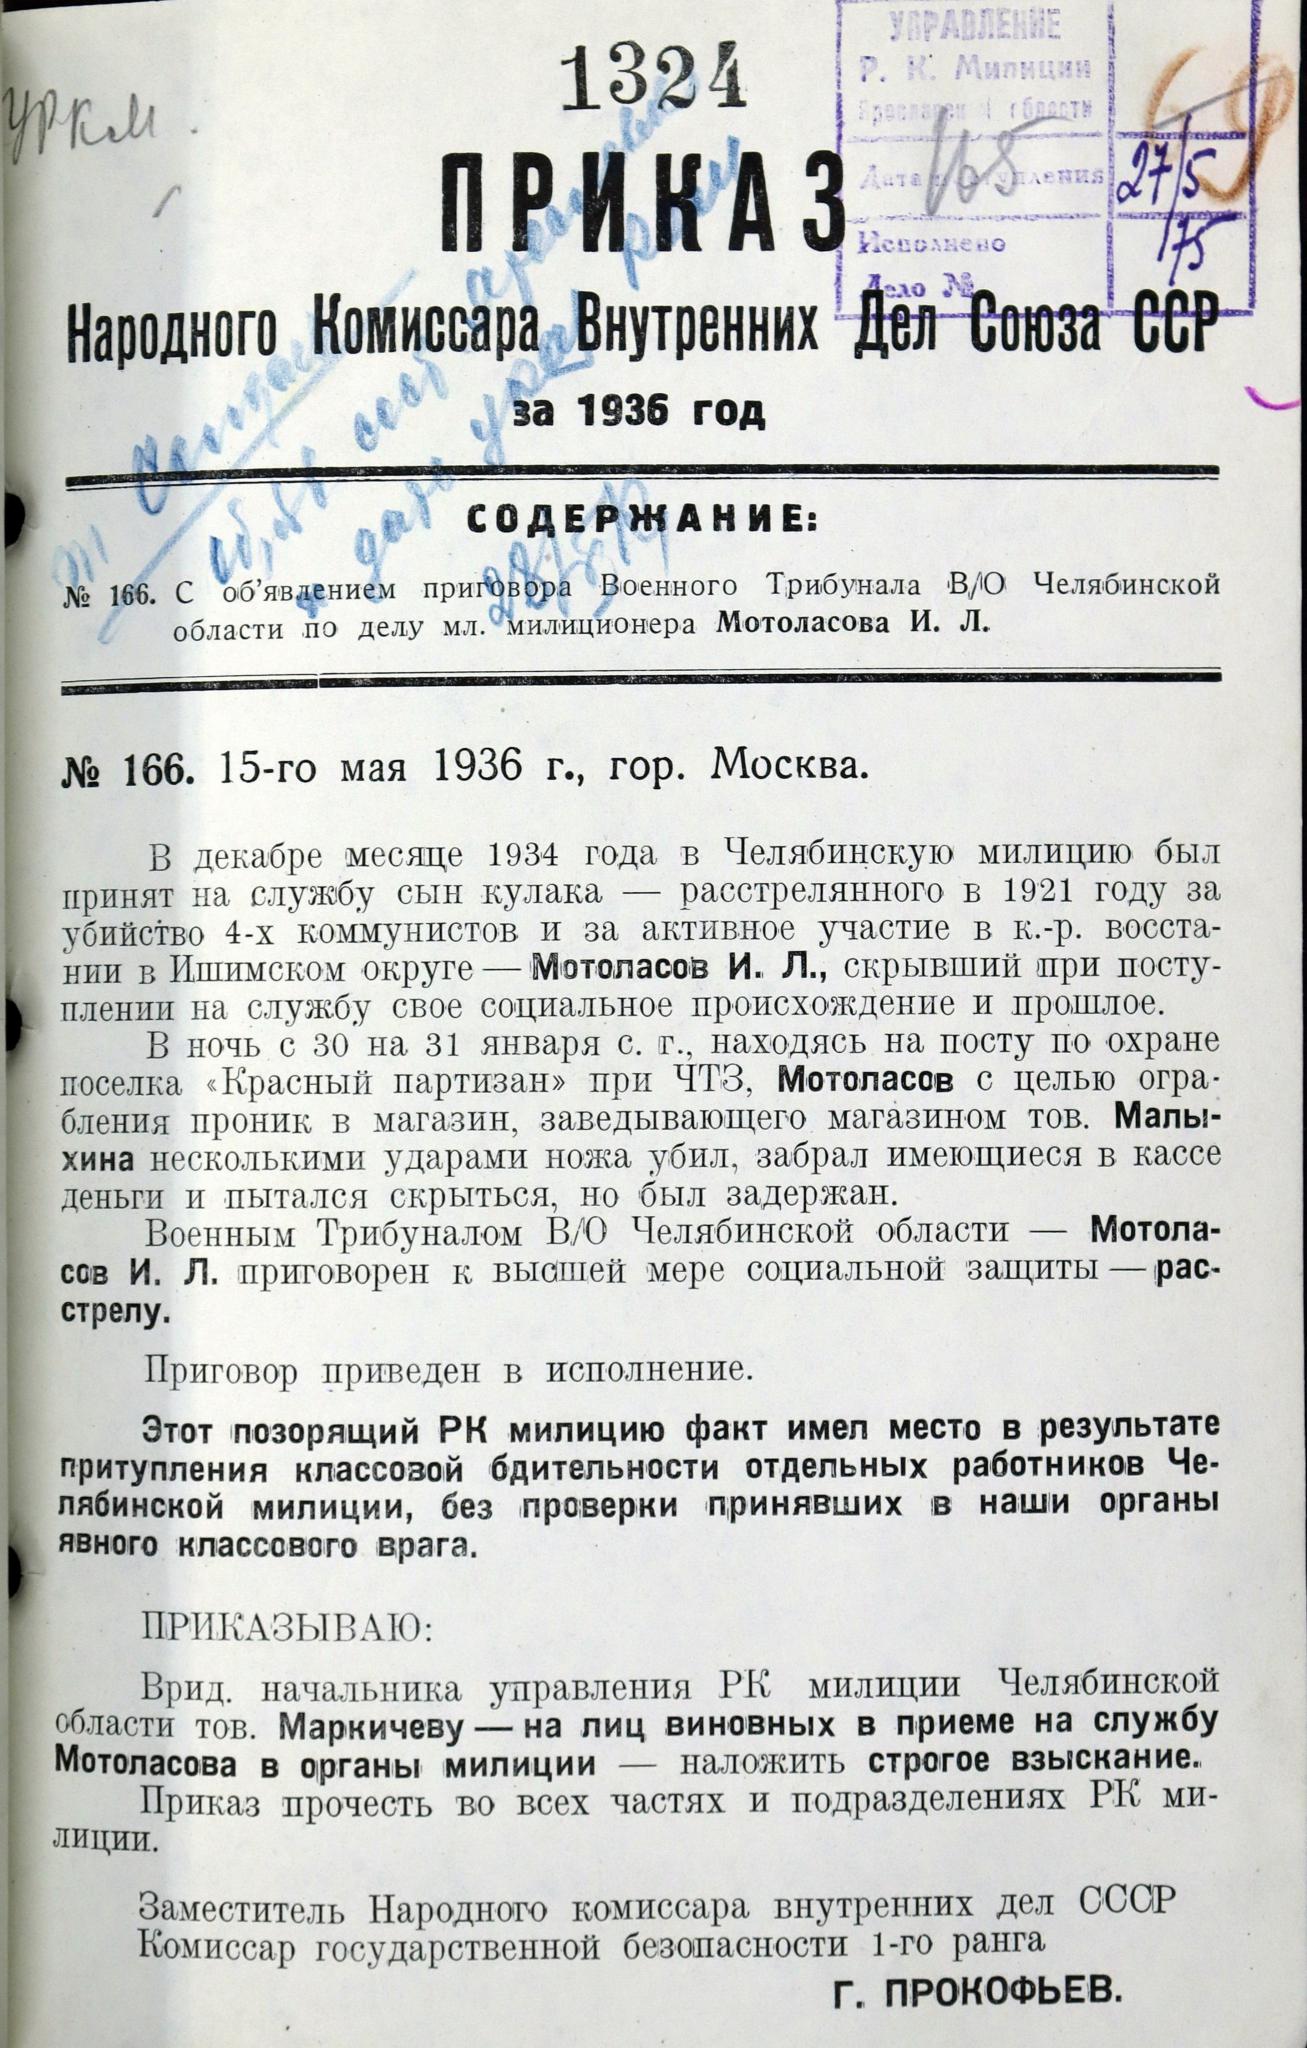 УПРАВЛЕНИЕ
Р. К. Милиции
Ярославской области
Дата поступления
27/5
Исполнено
175
Дело №
165
69
УРКМ.
1324
ПРИКАЗ
Народного Комиссара Внутренних Дел Союза ССР
за 1936 год
СОДЕРЖАНИЕ:
№ 166. С об’явлением приговора Военного Трибунала В/О Челябинской
области по делу мл. милиционера Мотоласова И. Л.
№ 166. 15-го мая 1936 г., гор. Москва.
В декабре месяце 1934 года в Челябинскую милицию был
принят на службу сын кулака — расстрелянного в 1921 году за
убийство 4-х коммунистов и за активное участие в к.-р. восста-
нии в Ишимском округе — Мотоласов И. Л., скрывший при посту-
плении на службу свое социальное происхождение и прошлое.
В ночь с 30 на 31 января с. г., находясь на посту по охране
поселка «Красный партизан» при ЧТЗ, Мотоласов с целью огра-
бления проник в магазин, заведывающего магазином тов. Малы-
хина несколькими ударами ножа убил, забрал имеющиеся в кассе
деньги и пытался скрыться, но был задержан.
Военным Трибуналом В/О Челябинской области — Мотола-
сов И. Л. приговорен к высшей мере социальной защиты — рас-
стрелу.
Приговор приведен в исполнение.
Этот позорящий РК милицию факт имел место в результате
притупления классовой бдительности отдельных работников Че-
лябинской милиции, без проверки принявших в наши органы
явного классового врага.
ПРИКАЗЫВАЮ:
Врид. начальника управления РК милиции Челябинской
области тов. Маркичеву — на лиц виновных в приеме на службу
Мотоласова в органы милиции — наложить строгое взыскание.
Приказ прочесть во всех частях и подразделениях РК ми-
лиции.
Заместитель Народного комиссара внутренних дел СССР
Комиссар государственной безопасности 1-го ранга
Г. ПРОКОФЬЕВ.